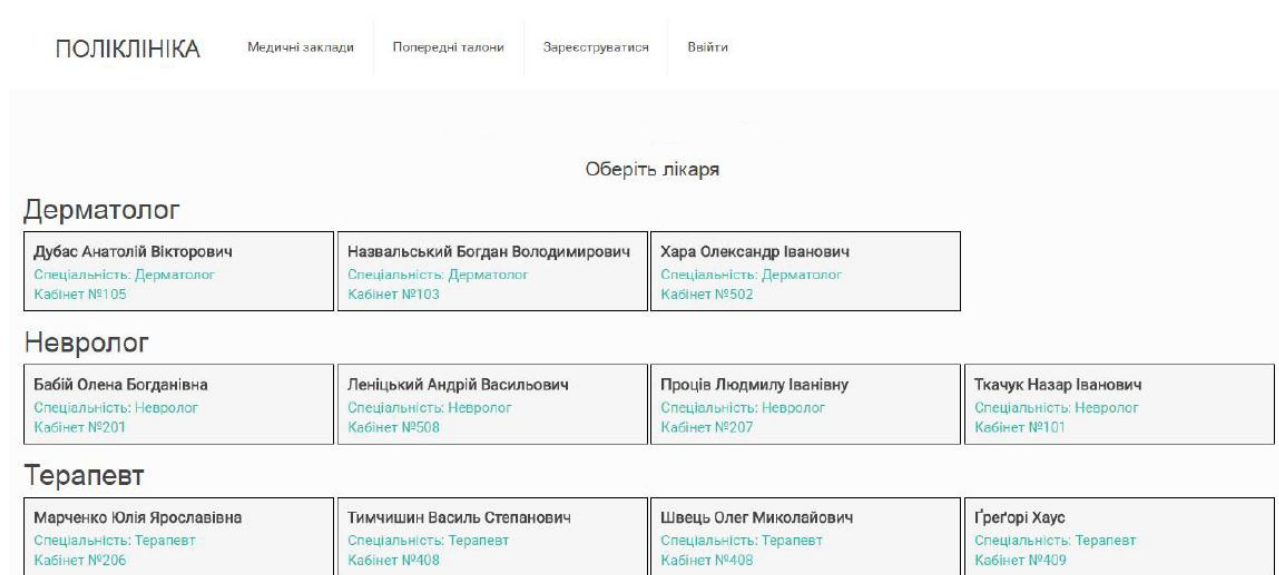 ПОЛІКЛІНІКА
Медичні заклади
Попередні талони
Зареєструватися
Ввійти
Оберіть лікаря
Дерматолог
Дубас Анатолій Вікторович
Спеціальність: Дерматолог
Кабінет №105
Назвальський Богдан Володимирович
Спеціальність: Дерматолог
Кабінет №103
Хара Олександр Іванович
Спеціальність: Дерматолог
Кабінет №502
Невролог
Бабій Олена Богданівна
Спеціальність: Невролог
Кабінет №201
Леніцький Андрій Васильович
Спеціальність: Невролог
Кабінет №508
Проців Людмилу Іванівну
Спеціальність: Невролог
Кабінет №207
Ткачук Назар Іванович
Спеціальність: Невролог
Кабінет №101
Терапевт
Марченко Юлія Ярославівна
Спеціальність: Терапевт
Кабінет №206
Тимчишин Василь Степанович
Спеціальність: Терапевт
Кабінет №408
Швець Олег Миколайович
Спеціальність: Терапевт
Кабінет №408
Ґреґорі Хаус
Спеціальність: Терапевт
Кабінет №409